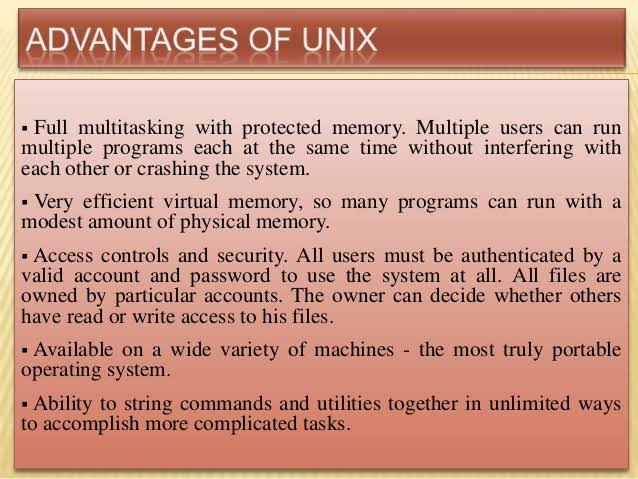 ADVANTAGES OF UNIX
▪ Full multitasking with protected memory. Multiple users can run
multiple programs each at the same time without interfering with
each other or crashing the system.
▪ Very efficient virtual memory, so many programs can run with a
modest amount of physical memory.
▪ Access controls and security. All users must be authenticated by a
valid account and password to use the system at all. All files are
owned by particular accounts. The owner can decide whether others
have read or write access to his files.
▪ Available on a wide variety of machines - the most truly portable
operating system.
▪ Ability to string commands and utilities together in unlimited ways
to accomplish more complicated tasks.